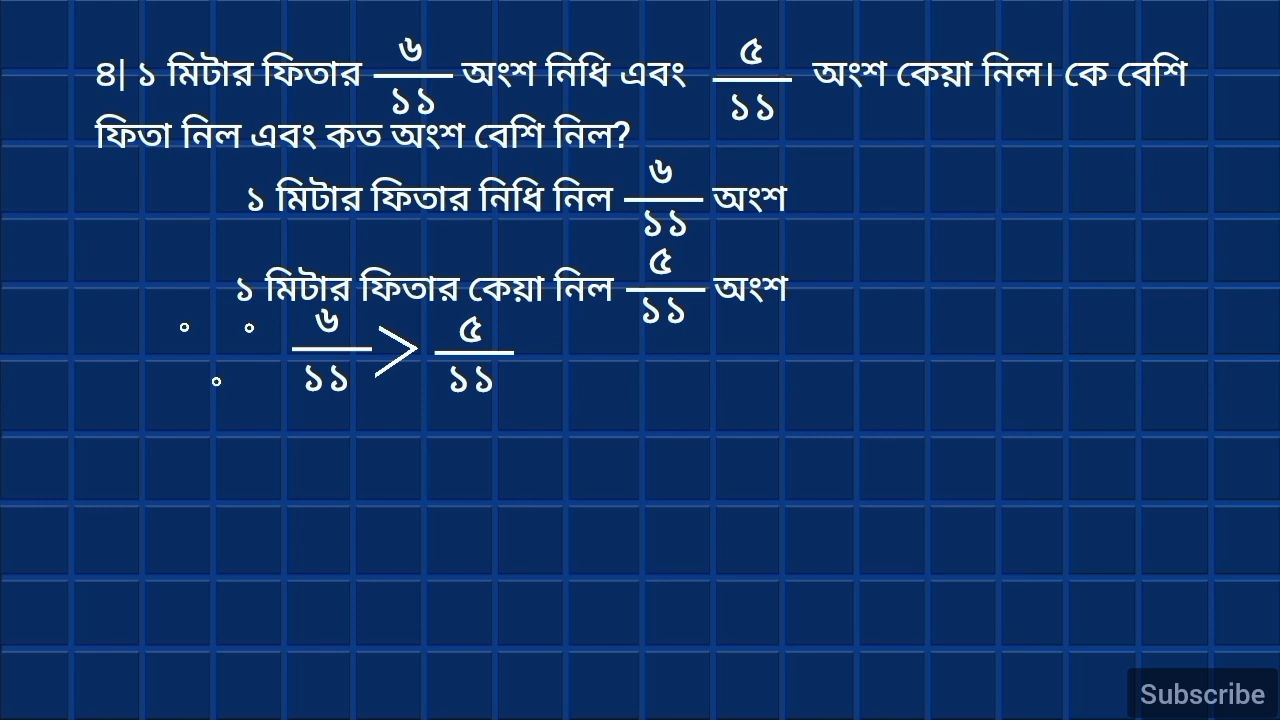 ৪| ১ মিটার ফিতার ৬/১১ অংশ নিধি এবং ৫/১১ অংশ কেয়া নিল। কে বেশি
ফিতা নিল এবং কত অংশ বেশি নিল?
১ মিটার ফিতার নিধি নিল ৬/১১ অংশ
১ মিটার ফিতার কেয়া নিল ৫/১১ অংশ
∵ ৬/১১ > ৫/১১
Subscribe